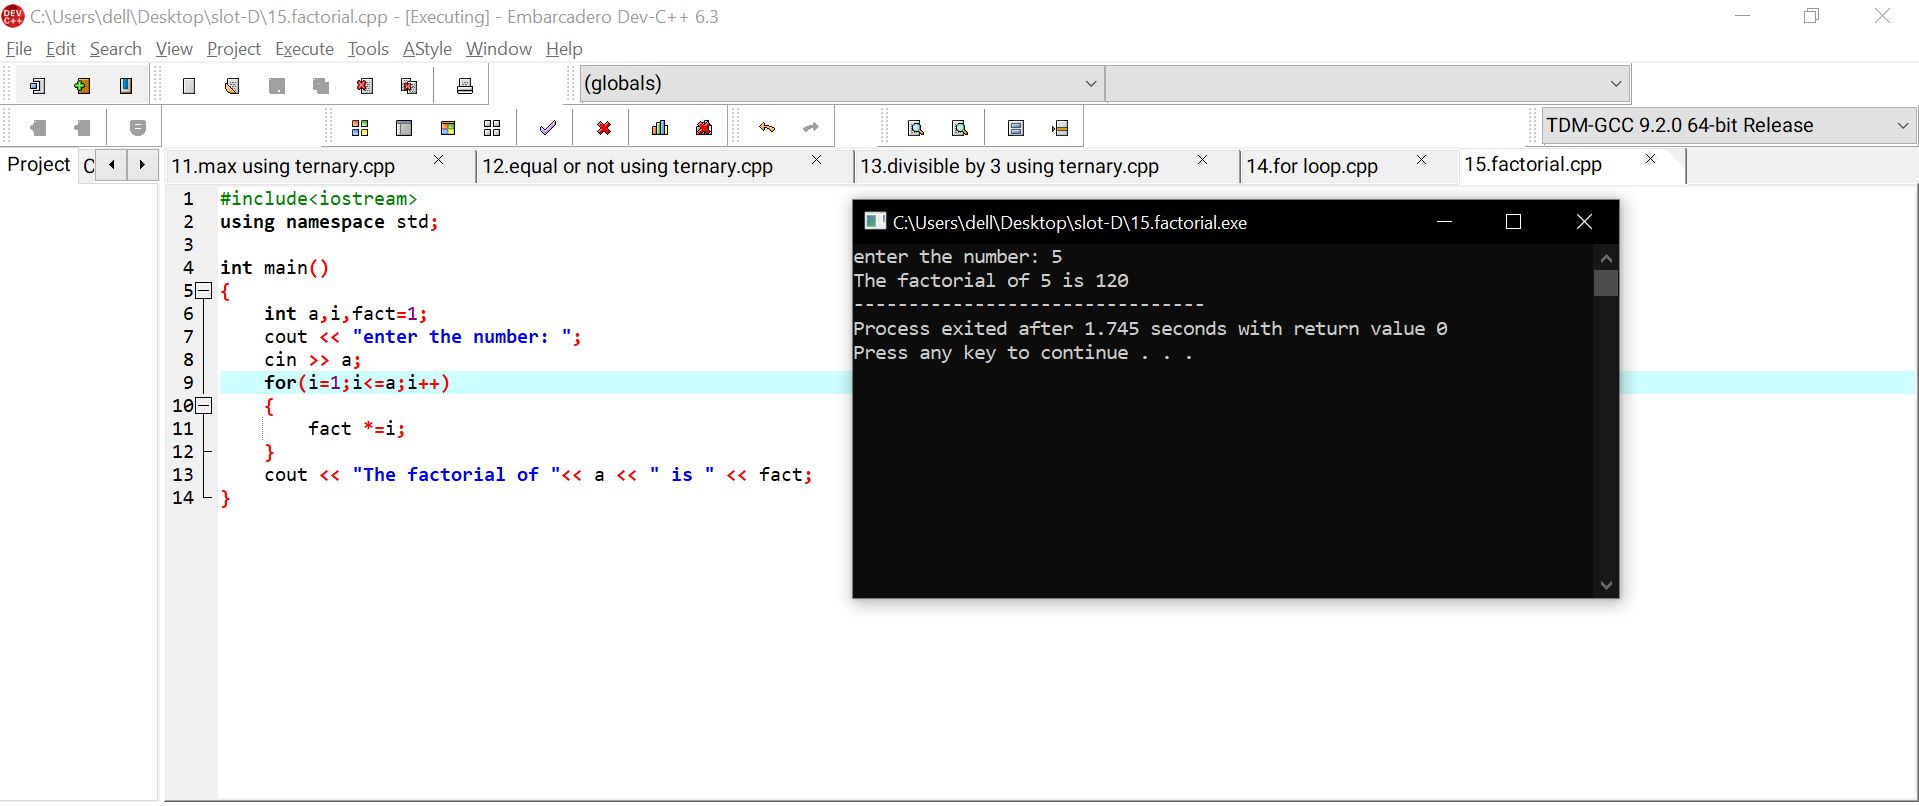 DEV C++ C:\Users\dell\Desktop\slot-D\15.factorial.cpp - [Executing] - Embarcadero Dev-C++ 6.3
File Edit Search View Project Execute Tools AStyle Window Help
(globals)
TDM-GCC 9.2.0 64-bit Release
Project C
11.max using ternary.cpp 12.equal or not using ternary.cpp 13.divisible by 3 using ternary.cpp 14.for loop.cpp 15.factorial.cpp
1 #include<iostream>
2 using namespace std;
3
4 int main()
5 {
6 int a,i,fact=1;
7 cout << "enter the number: ";
8 cin >> a;
9 for(i=1;i<=a;i++)
10 {
11 fact *=i;
12 }
13 cout << "The factorial of "<< a << " is " << fact;
14 }
C:\Users\dell\Desktop\slot-D\15.factorial.exe
enter the number: 5
The factorial of 5 is 120
--------------------------------
Process exited after 1.745 seconds with return value 0
Press any key to continue . . .